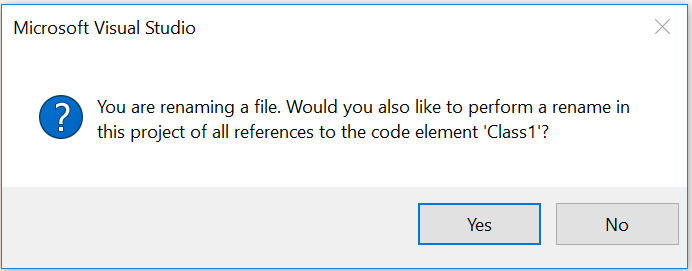 Microsoft Visual Studio
You are renaming a file. Would you also like to perform a rename in
this project of all references to the code element 'Class1'?
Yes
No